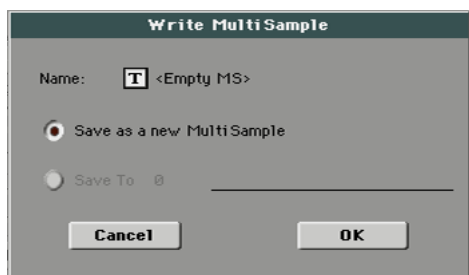 Write MultiSample
Name: T <Empty MS>
Save as a new MultiSample
Save To 0
Cancel OK